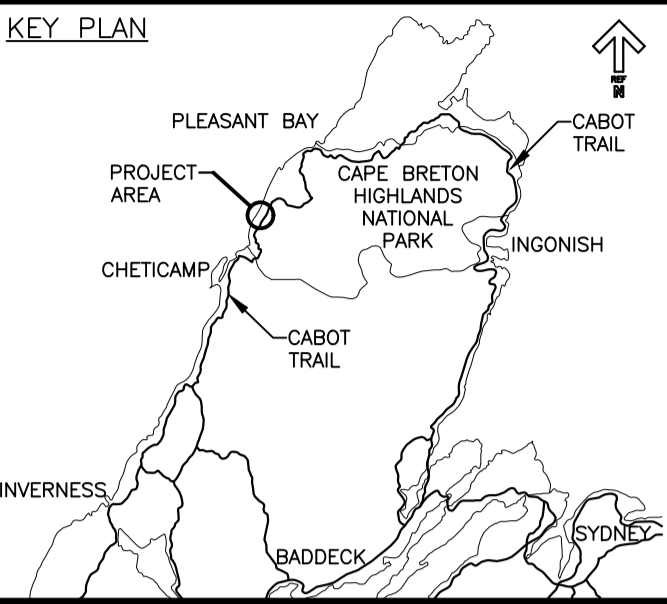 KEY PLAN
REF
N
PLEASANT BAY
CABOT
TRAIL
PROJECT
AREA
CAPE BRETON
HIGHLANDS
NATIONAL
PARK
INGONISH
CHETICAMP
CABOT
TRAIL
INVERNESS
BADDECK
SYDNEY